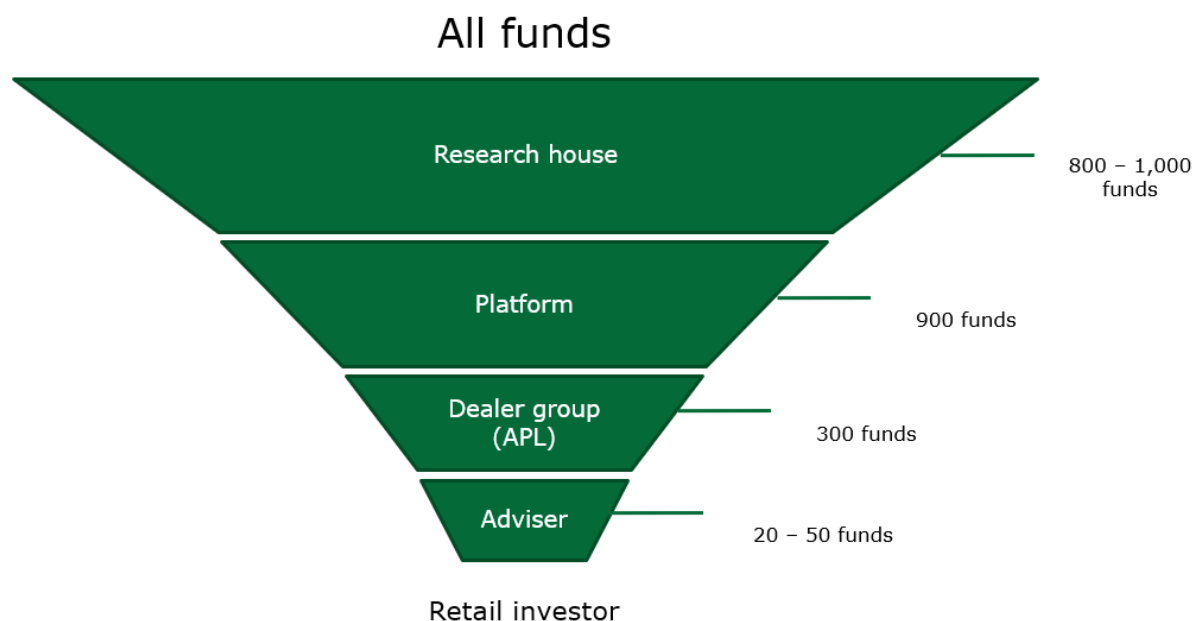 All funds
Research house
800 – 1,000
funds
Platform
900 funds
Dealer group
(APL)
300 funds
Adviser
20 – 50 funds
Retail investor